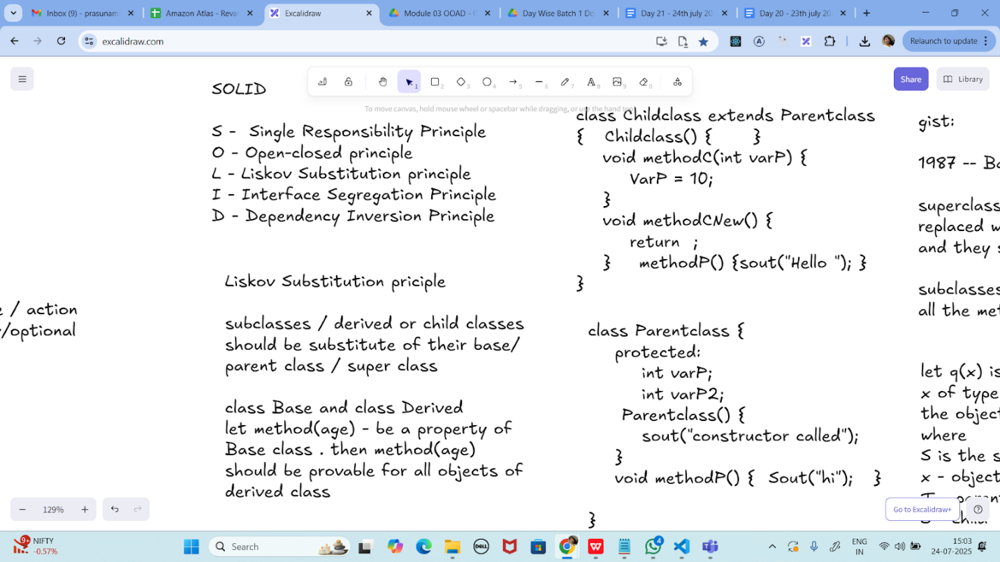 Inbox (9) - prasunam
Amazon Atlas - Reva
Excalidraw
Module 03 OOAD - 
Day Wise Batch 1 Do
Day 21 - 24th july 20
Day 20 - 23th july 20
excalidraw.com
Relaunch to update
1 2 3 4 5 6 7 8 9 0
Share
Library
To move canvas, hold mouse wheel or spacebar while dragging, or use the hand tool
SOLID
S - Single Responsibility Principle
O - Open-closed principle
L - Liskov Substitution principle
I - Interface Segregation Principle
D - Dependency Inversion Principle
e / action
/optional
Liskov Substitution priciple
subclasses / derived or child classes
should be substitute of their base/
parent class / super class
class Base and class Derived
let method(age) - be a property of
Base class . then method(age)
should be provable for all objects of
derived class
class Childclass extends Parentclass
{ Childclass() { }
void methodC(int varP) {
VarP = 10;
}
void methodCNew() {
return ;
} methodP() {sout("Hello "); }
}
class Parentclass {
protected:
int varP;
int varP2;
Parentclass() {
sout("constructor called");
}
void methodP() { Sout("hi"); }
}
gist:
1987 -- Ba
superclass
replaced w
and they s
subclasses
all the met
let q(x) is
x of type
the object
where
S is the s
x - object
129%
Go to Excalidraw+
9+
NIFTY
-0.57%
Search
DELL
4
ENG
IN
15:03
24-07-2025